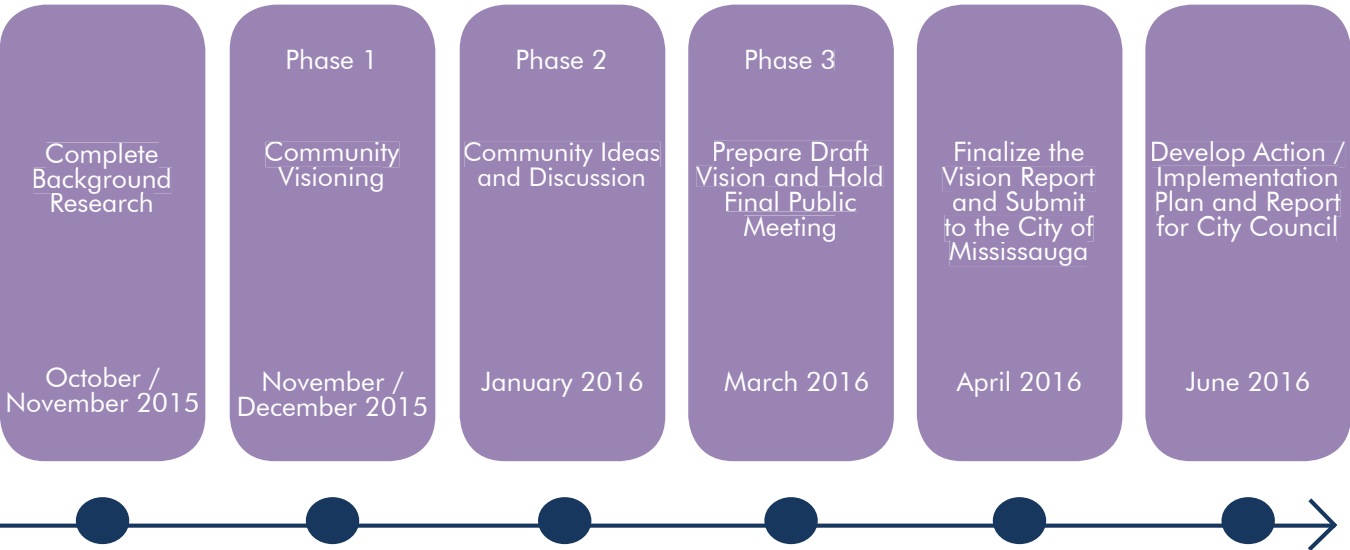 Complete
Background
Research
October /
November 2015
Phase 1
Community
Visioning
November /
December 2015
Phase 2
Community Ideas
and Discussion
January 2016
Phase 3
Prepare Draft
Vision and Hold
Final Public
Meeting
March 2016
Finalize the
Vision Report
and Submit
to the City of
Mississauga
April 2016
Develop Action /
Implementation
Plan and Report
for City Council
June 2016